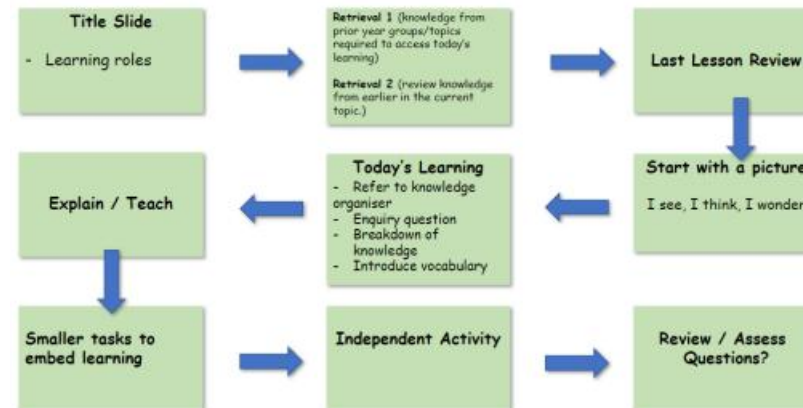 Title Slide
- Learning roles
Retrieval 1 (knowledge from
prior year groups/topics
required to access today's
learning)
Retrieval 2 (review knowledge
from earlier in the current
topic.)
Last Lesson Review
Start with a picture
I see, I think, I wonder
Today's Learning
- Refer to knowledge
organiser
- Enquiry question
- Breakdown of
knowledge
- Introduce vocabulary
Explain / Teach
Smaller tasks to
embed learning
Independent Activity
Review / Assess
Questions?